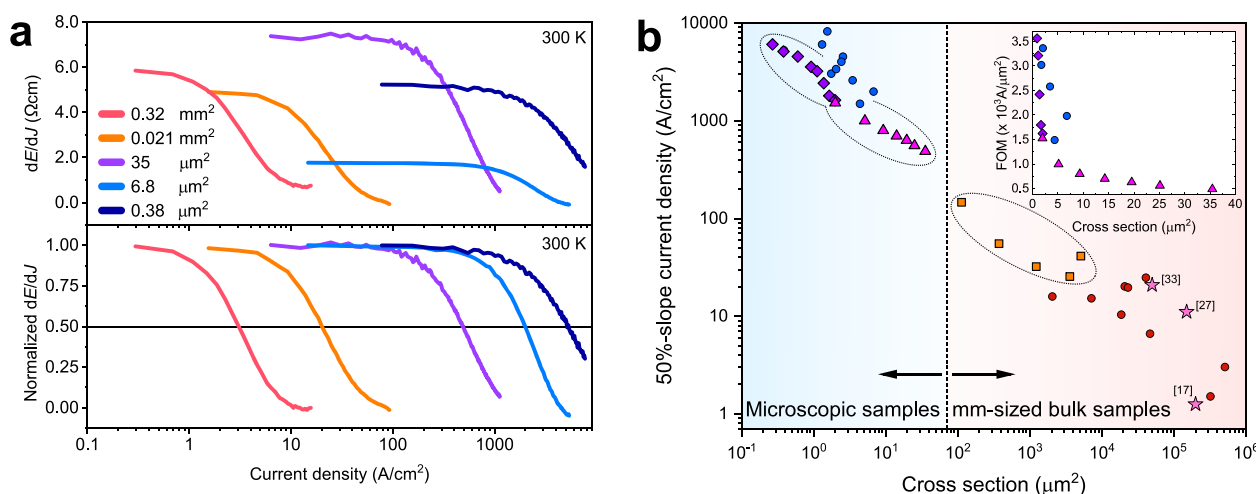 a
8.0
6.0
4.0
2.0
0.0
dE/dJ (Ωcm)
300 K
0.32 mm²
0.021 mm²
35 μm²
6.8 μm²
0.38 μm²
1.00
0.75
0.50
0.25
0.00
Normalized dE/dJ
300 K
0.1 1 10 100 1000
Current density (A/cm²)
b
10000
1000
100
10
1
50%-slope current density (A/cm²)
[33]
[27]
[17]
Microscopic samples
mm-sized bulk samples
10⁻¹ 10⁰ 10¹ 10² 10³ 10⁴ 10⁵ 10⁶
Cross section (μm²)
3.5
3.0
2.5
2.0
1.5
1.0
0.5
FOM (x 10³A/μm²)
0 5 10 15 20 25 30 35 40
Cross section (μm²)